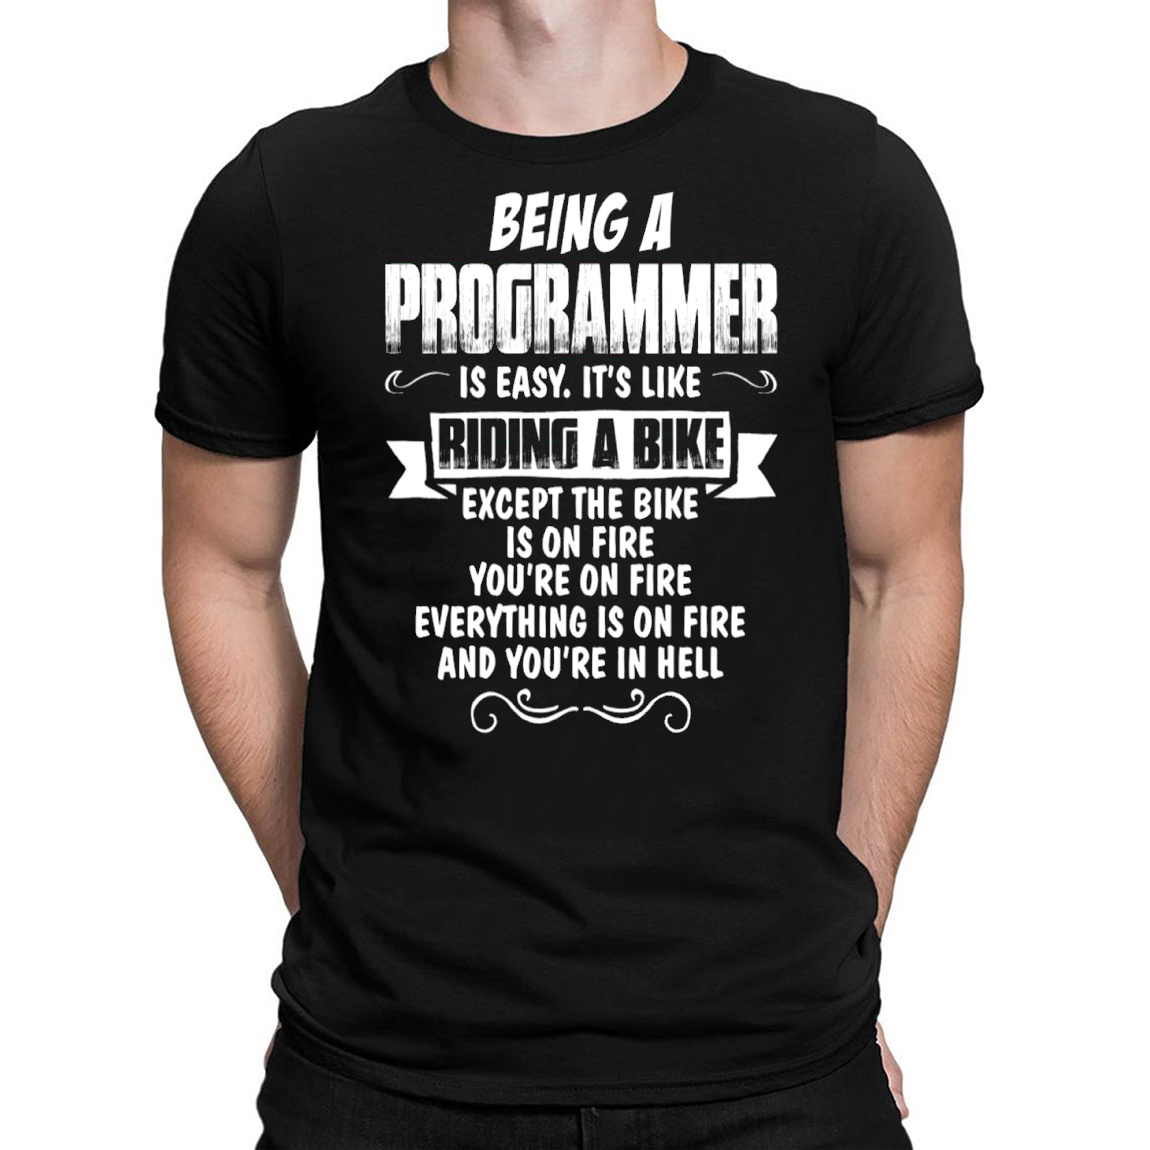 BEING A
PROGRAMMER
IS EASY. IT'S LIKE
RIDING A BIKE
EXCEPT THE BIKE
IS ON FIRE
YOU'RE ON FIRE
EVERYTHING IS ON FIRE
AND YOU'RE IN HELL